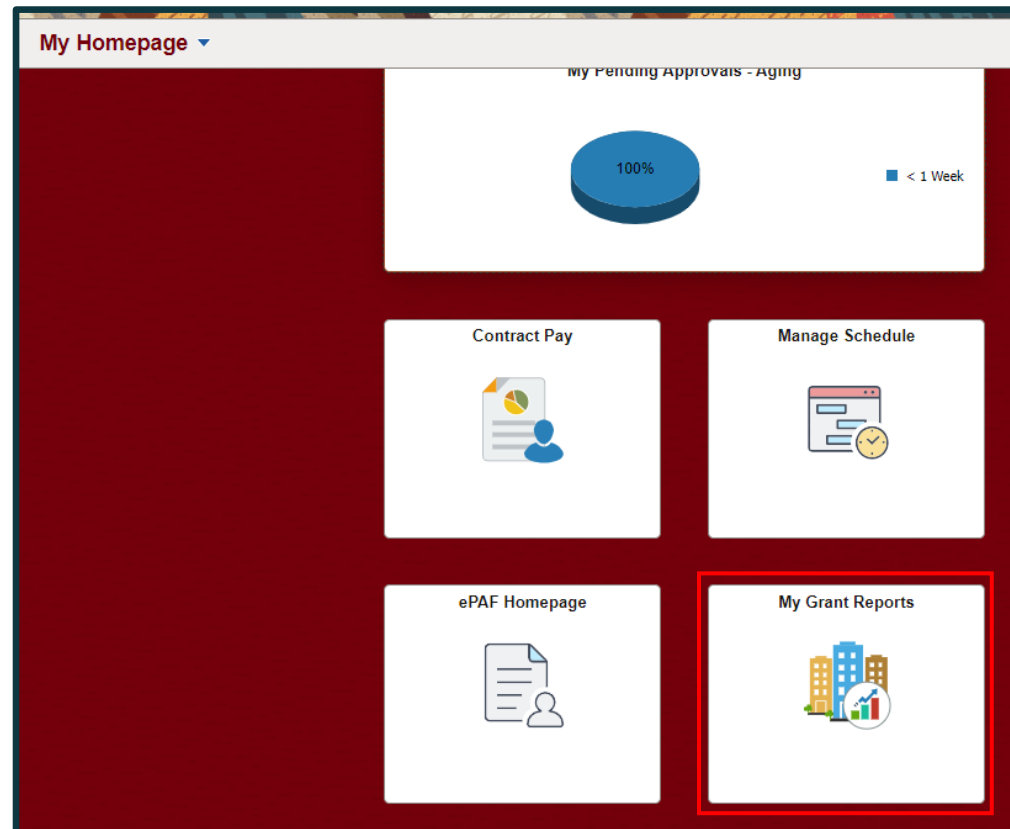 My Homepage
My Pending Approvals - Aging
100%
< 1 Week
Contract Pay
Manage Schedule
ePAF Homepage
My Grant Reports